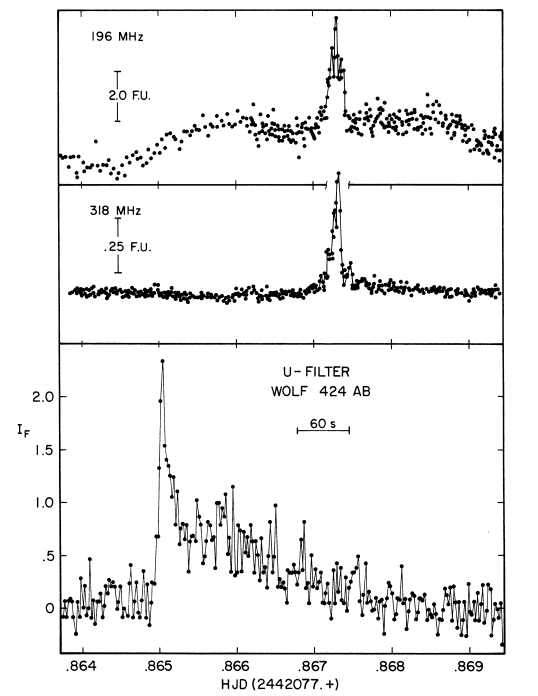 196 MHz
2.0 F.U.
318 MHz
.25 F.U.
U-FILTER
WOLF 424 AB
60 s
I_F
2.0
1.5
1.0
.5
0
.864 .865 .866 .867 .868 .869
HJD (2442077.+)